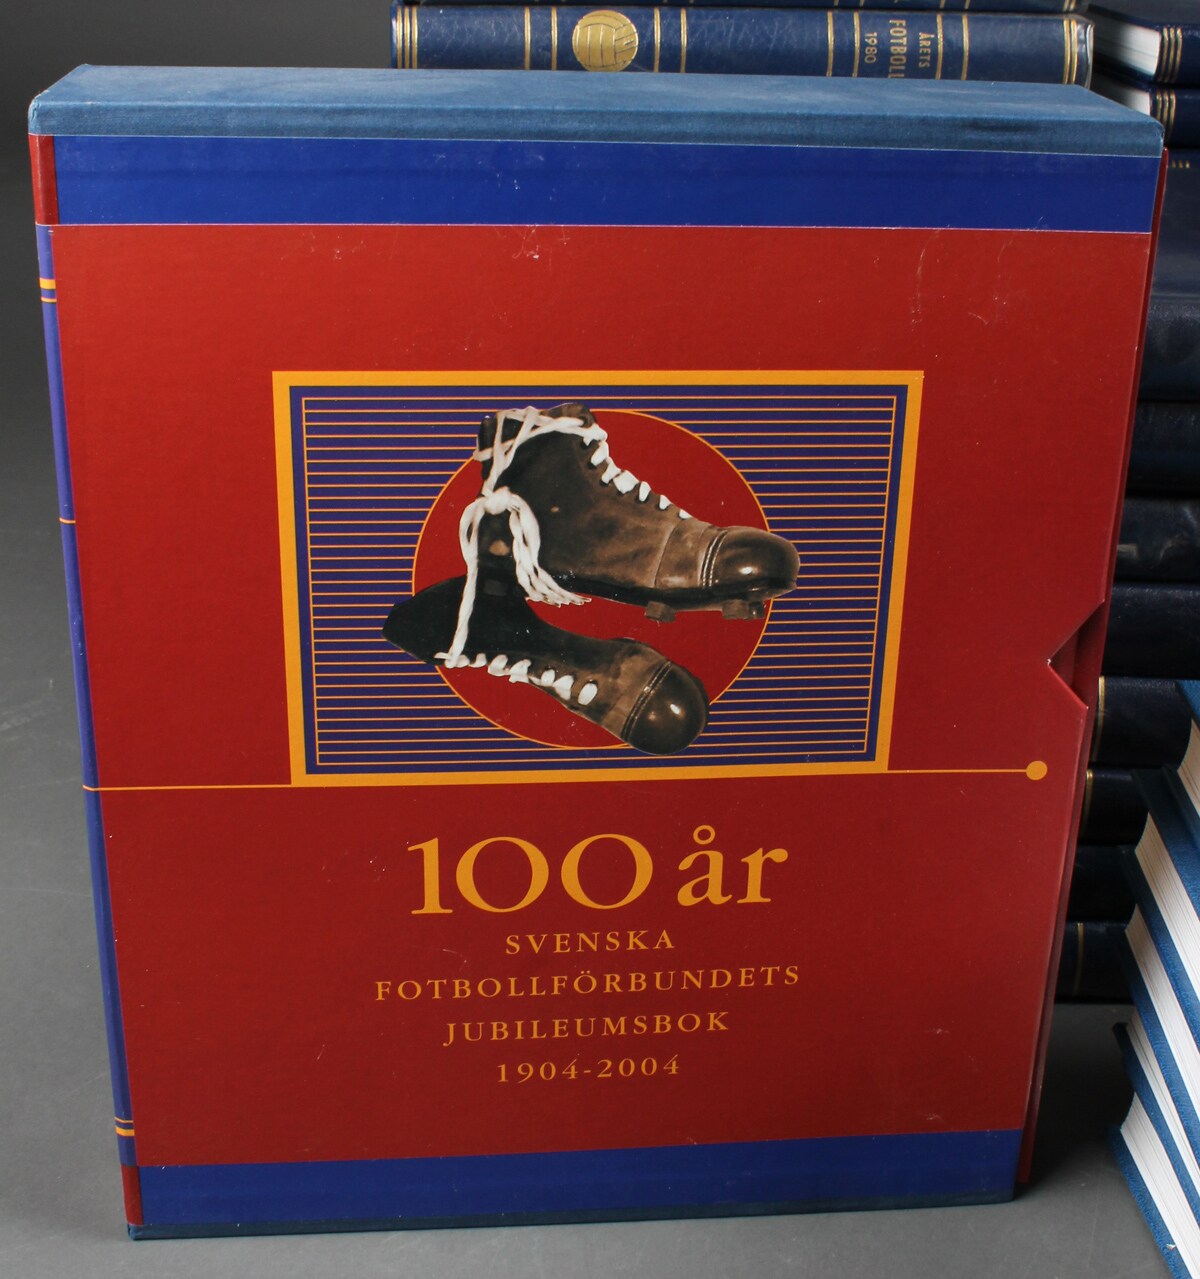 ÅRETS
FOTBOLL
1980
100 år
SVENSKA
FOTBOLLFÖRBUNDETS
JUBILEUMSBOK
1904-2004